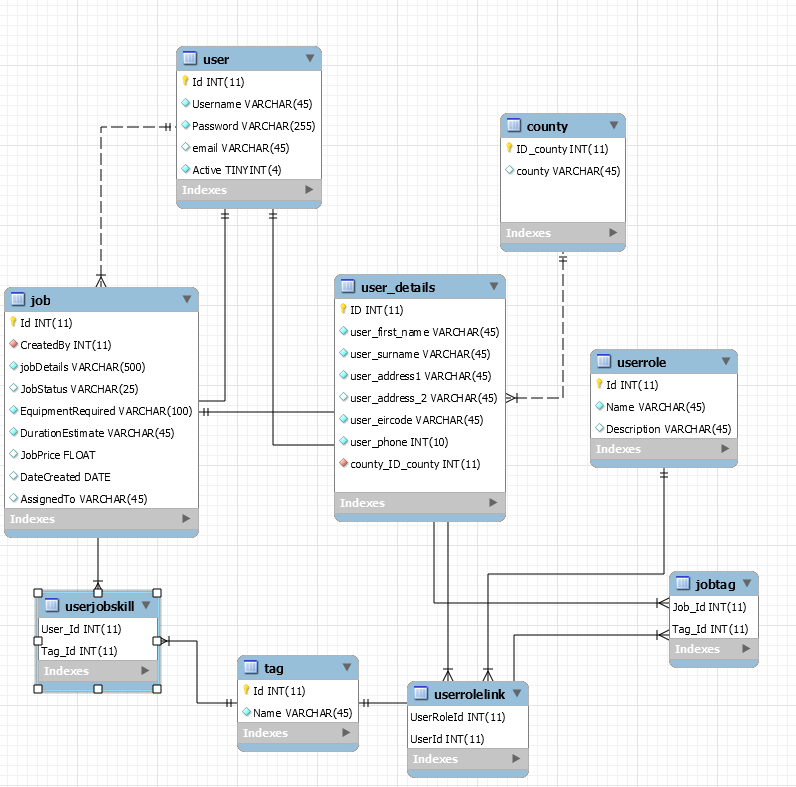 user
Id INT(11)
Username VARCHAR(45)
Password VARCHAR(255)
email VARCHAR(45)
Active TINYINT(4)
Indexes
county
ID_county INT(11)
county VARCHAR(45)
Indexes
job
Id INT(11)
CreatedBy INT(11)
jobDetails VARCHAR(500)
JobStatus VARCHAR(25)
EquipmentRequired VARCHAR(100)
DurationEstimate VARCHAR(45)
JobPrice FLOAT
DateCreated DATE
AssignedTo VARCHAR(45)
Indexes
user_details
ID INT(11)
user_first_name VARCHAR(45)
user_surname VARCHAR(45)
user_address1 VARCHAR(45)
user_address_2 VARCHAR(45)
user_eircode VARCHAR(45)
user_phone INT(10)
county_ID_county INT(11)
Indexes
userrole
Id INT(11)
Name VARCHAR(45)
Description VARCHAR(45)
Indexes
jobtag
Job_Id INT(11)
Tag_Id INT(11)
Indexes
userjobskill
User_Id INT(11)
Tag_Id INT(11)
Indexes
tag
Id INT(11)
Name VARCHAR(45)
Indexes
userrolelink
UserRoleId INT(11)
UserId INT(11)
Indexes